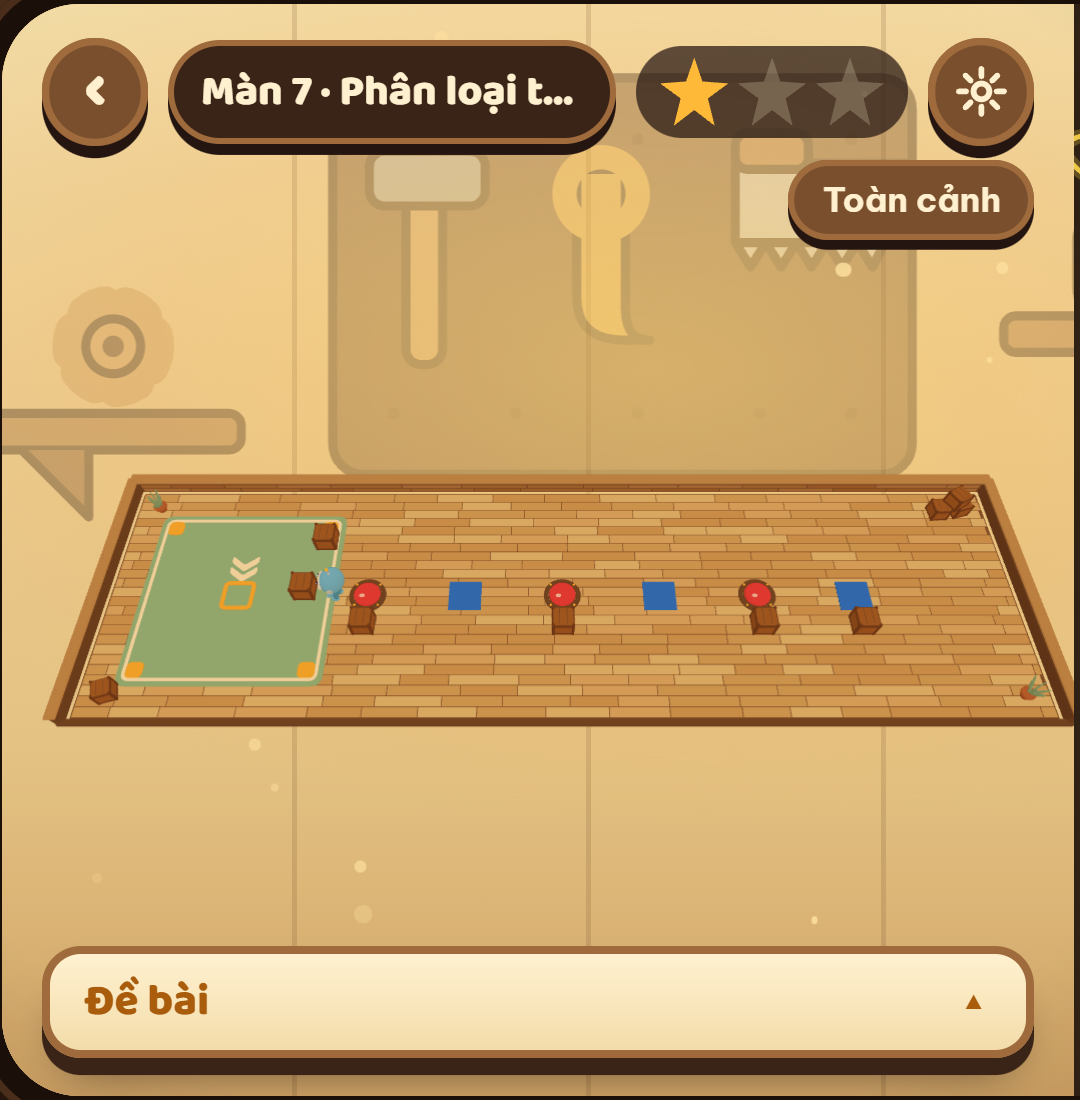 Màn 7 • Phân loại t...
Toàn cảnh
Đề bài